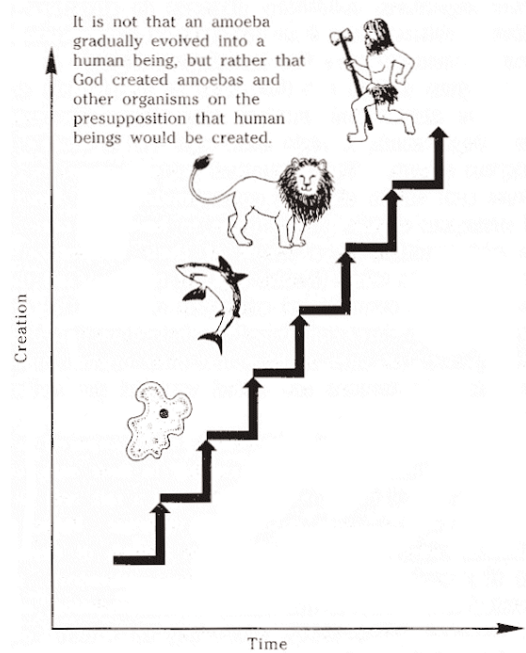 It is not that an amoeba
gradually evolved into a
human being, but rather that
God created amoebas and
other organisms on the
presupposition that human
beings would be created.
Creation
Time